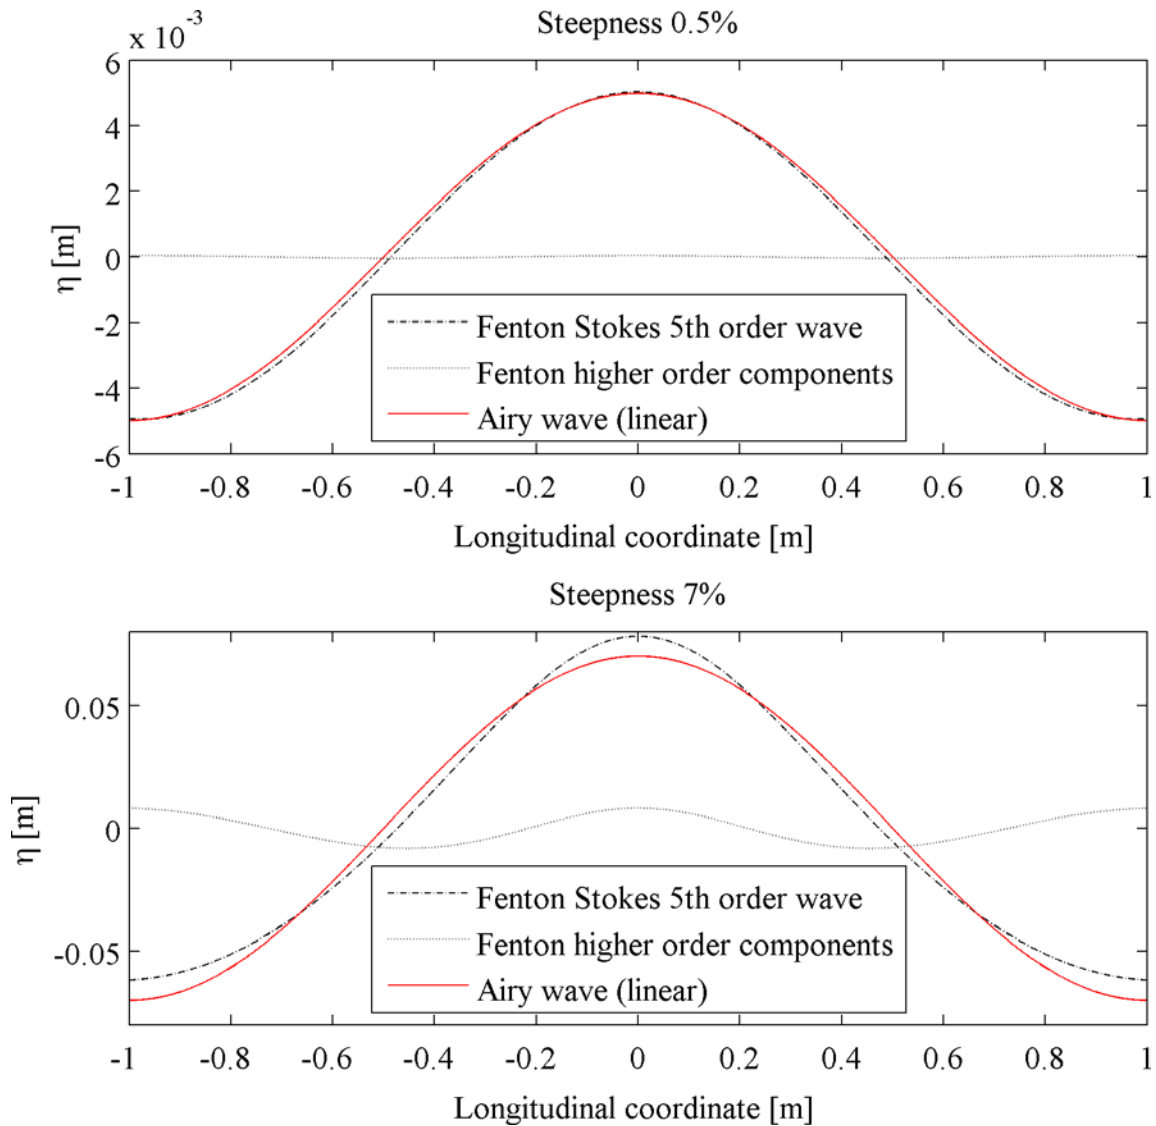 Steepness 0.5%
x 10⁻³
6
4
2
0
-2
-4
-6
η [m]
Fenton Stokes 5th order wave
Fenton higher order components
Airy wave (linear)
-1 -0.8 -0.6 -0.4 -0.2 0 0.2 0.4 0.6 0.8 1
Longitudinal coordinate [m]
Steepness 7%
0.05
0
-0.05
η [m]
Fenton Stokes 5th order wave
Fenton higher order components
Airy wave (linear)
-1 -0.8 -0.6 -0.4 -0.2 0 0.2 0.4 0.6 0.8 1
Longitudinal coordinate [m]